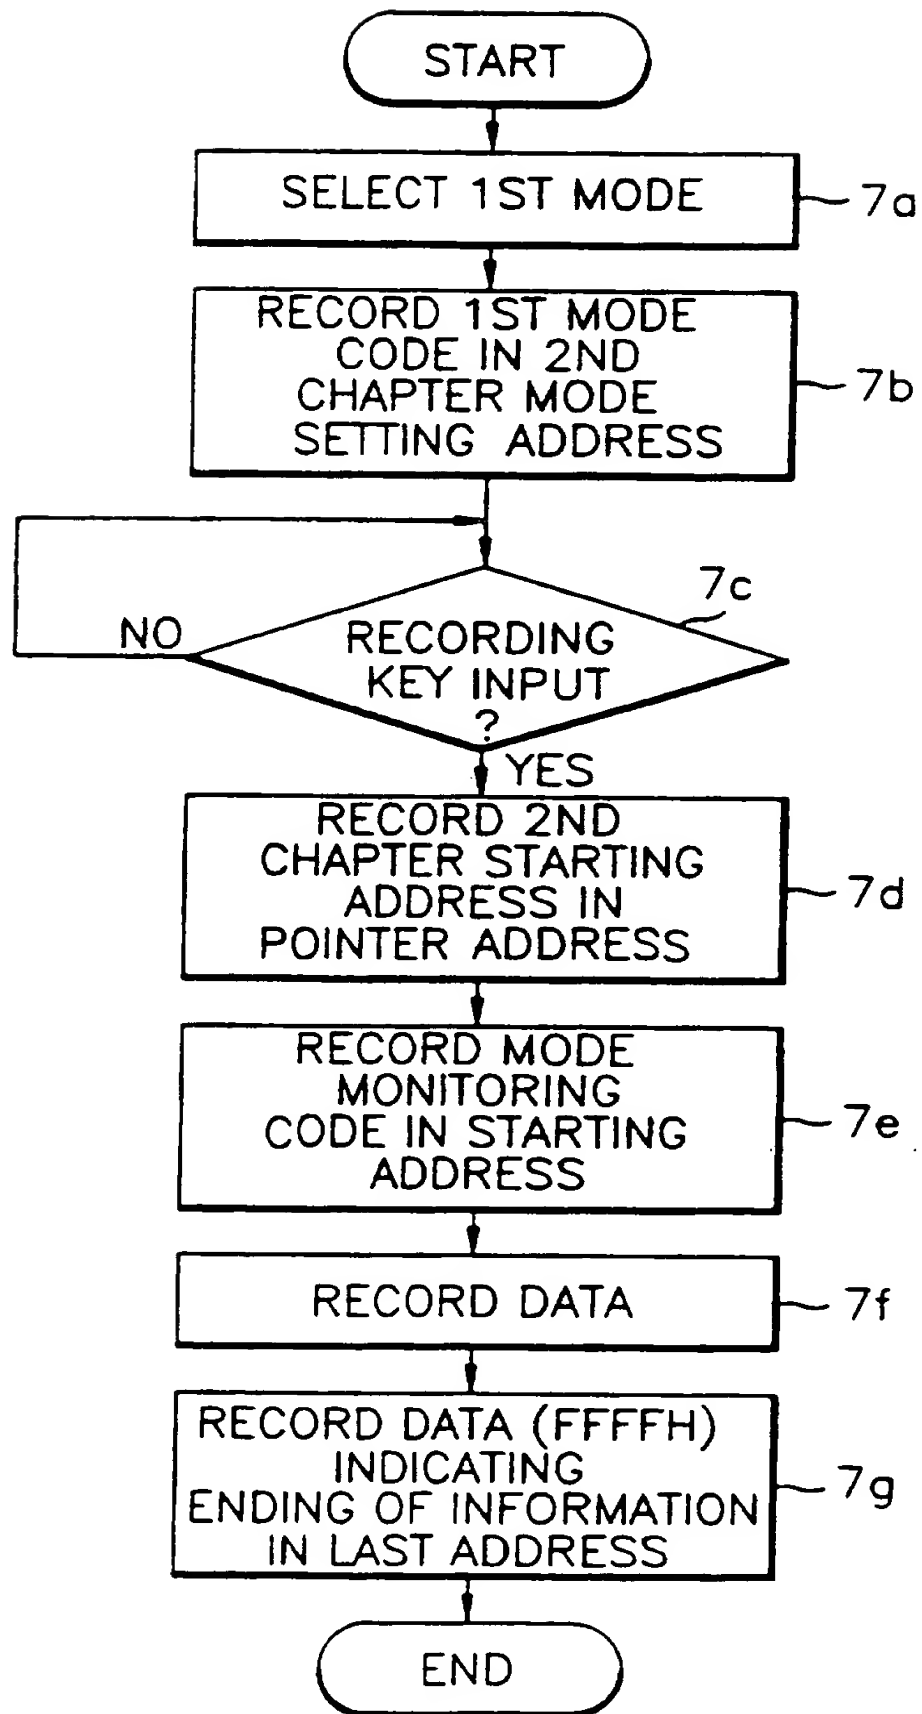 START
SELECT 1ST MODE
7a
RECORD 1ST MODE
CODE IN 2ND
CHAPTER MODE
SETTING ADDRESS
7b
7c
NO
RECORDING
KEY INPUT
?
YES
RECORD 2ND
CHAPTER STARTING
ADDRESS IN
POINTER ADDRESS
7d
RECORD MODE
MONITORING
CODE IN STARTING
ADDRESS
7e
RECORD DATA
7f
RECORD DATA (FFFFH)
INDICATING
ENDING OF INFORMATION
IN LAST ADDRESS
7g
END